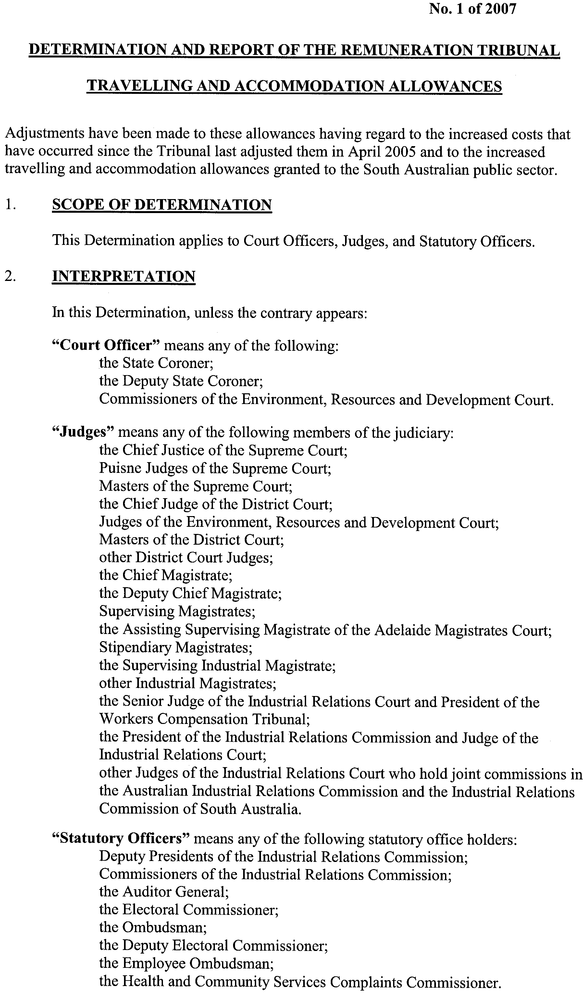 No. 1 of 2007
DETERMINATION AND REPORT OF THE REMUNERATION TRIBUNAL
TRAVELLING AND ACCOMMODATION ALLOWANCES
Adjustments have been made to these allowances having regard to the increased costs that
have occurred since the Tribunal last adjusted them in April 2005 and to the increased
travelling and accommodation allowances granted to the South Australian public sector.
1. SCOPE OF DETERMINATION
This Determination applies to Court Officers, Judges, and Statutory Officers.
2. INTERPRETATION
In this Determination, unless the contrary appears:
“Court Officer” means any of the following:
the State Coroner;
the Deputy State Coroner;
Commissioners of the Environment, Resources and Development Court.
“Judges” means any of the following members of the judiciary:
the Chief Justice of the Supreme Court;
Puisne Judges of the Supreme Court;
Masters of the Supreme Court;
the Chief Judge of the District Court;
Judges of the Environment, Resources and Development Court;
Masters of the District Court;
other District Court Judges;
the Chief Magistrate;
the Deputy Chief Magistrate;
Supervising Magistrates;
the Assisting Supervising Magistrate of the Adelaide Magistrates Court;
Stipendiary Magistrates;
the Supervising Industrial Magistrate;
other Industrial Magistrates;
the Senior Judge of the Industrial Relations Court and President of the
Workers Compensation Tribunal;
the President of the Industrial Relations Commission and Judge of the
Industrial Relations Court;
other Judges of the Industrial Relations Court who hold joint commissions in
the Australian Industrial Relations Commission and the Industrial Relations
Commission of South Australia.
“Statutory Officers” means any of the following statutory office holders:
Deputy Presidents of the Industrial Relations Commission;
Commissioners of the Industrial Relations Commission;
the Auditor General;
the Electoral Commissioner;
the Ombudsman;
the Deputy Electoral Commissioner;
the Employee Ombudsman;
the Health and Community Services Complaints Commissioner.